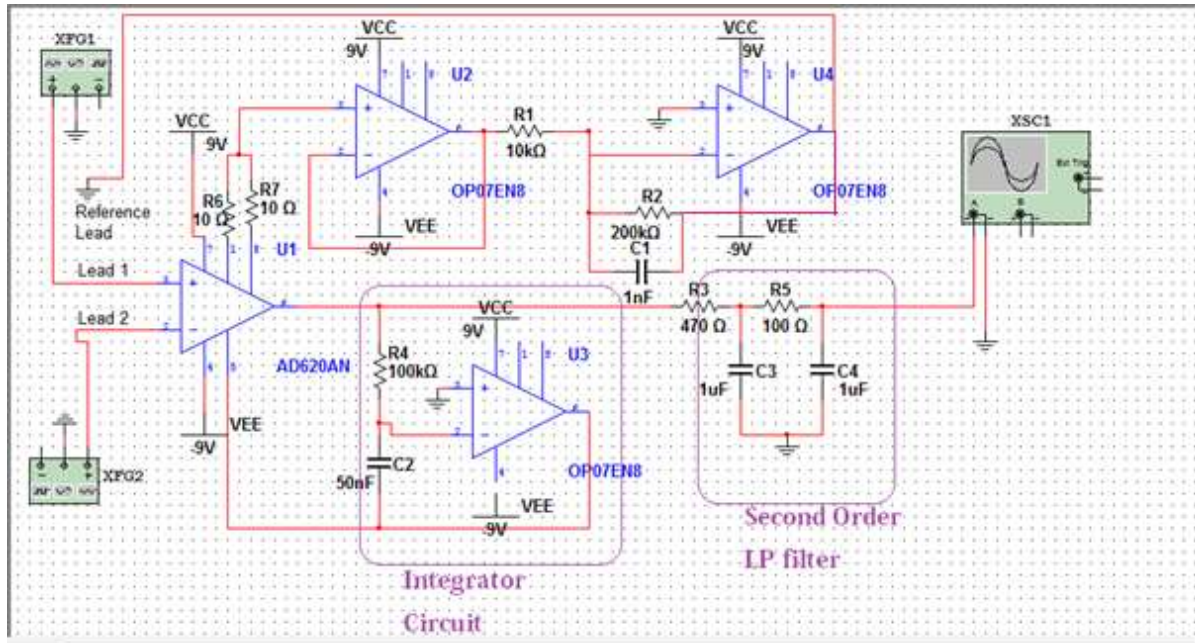 XFG1
VCC
9V
U2
VCC
9V
U4
XSC1
Ext Trig
R1
10kΩ
VCC
9V
R6
10 Ω
R7
10 Ω
OP07EN8
OP07EN8
Reference
Lead
VEE
-9V
R2
200kΩ
VEE
-9V
U1
C1
1nF
Lead 1
Lead 2
R3
470 Ω
R5
100 Ω
VCC
9V
U3
R4
100kΩ
AD620AN
C3
1uF
C4
1uF
VEE
-9V
XFG2
C2
50nF
OP07EN8
VEE
-9V
Second Order
LP filter
Integrator
Circuit